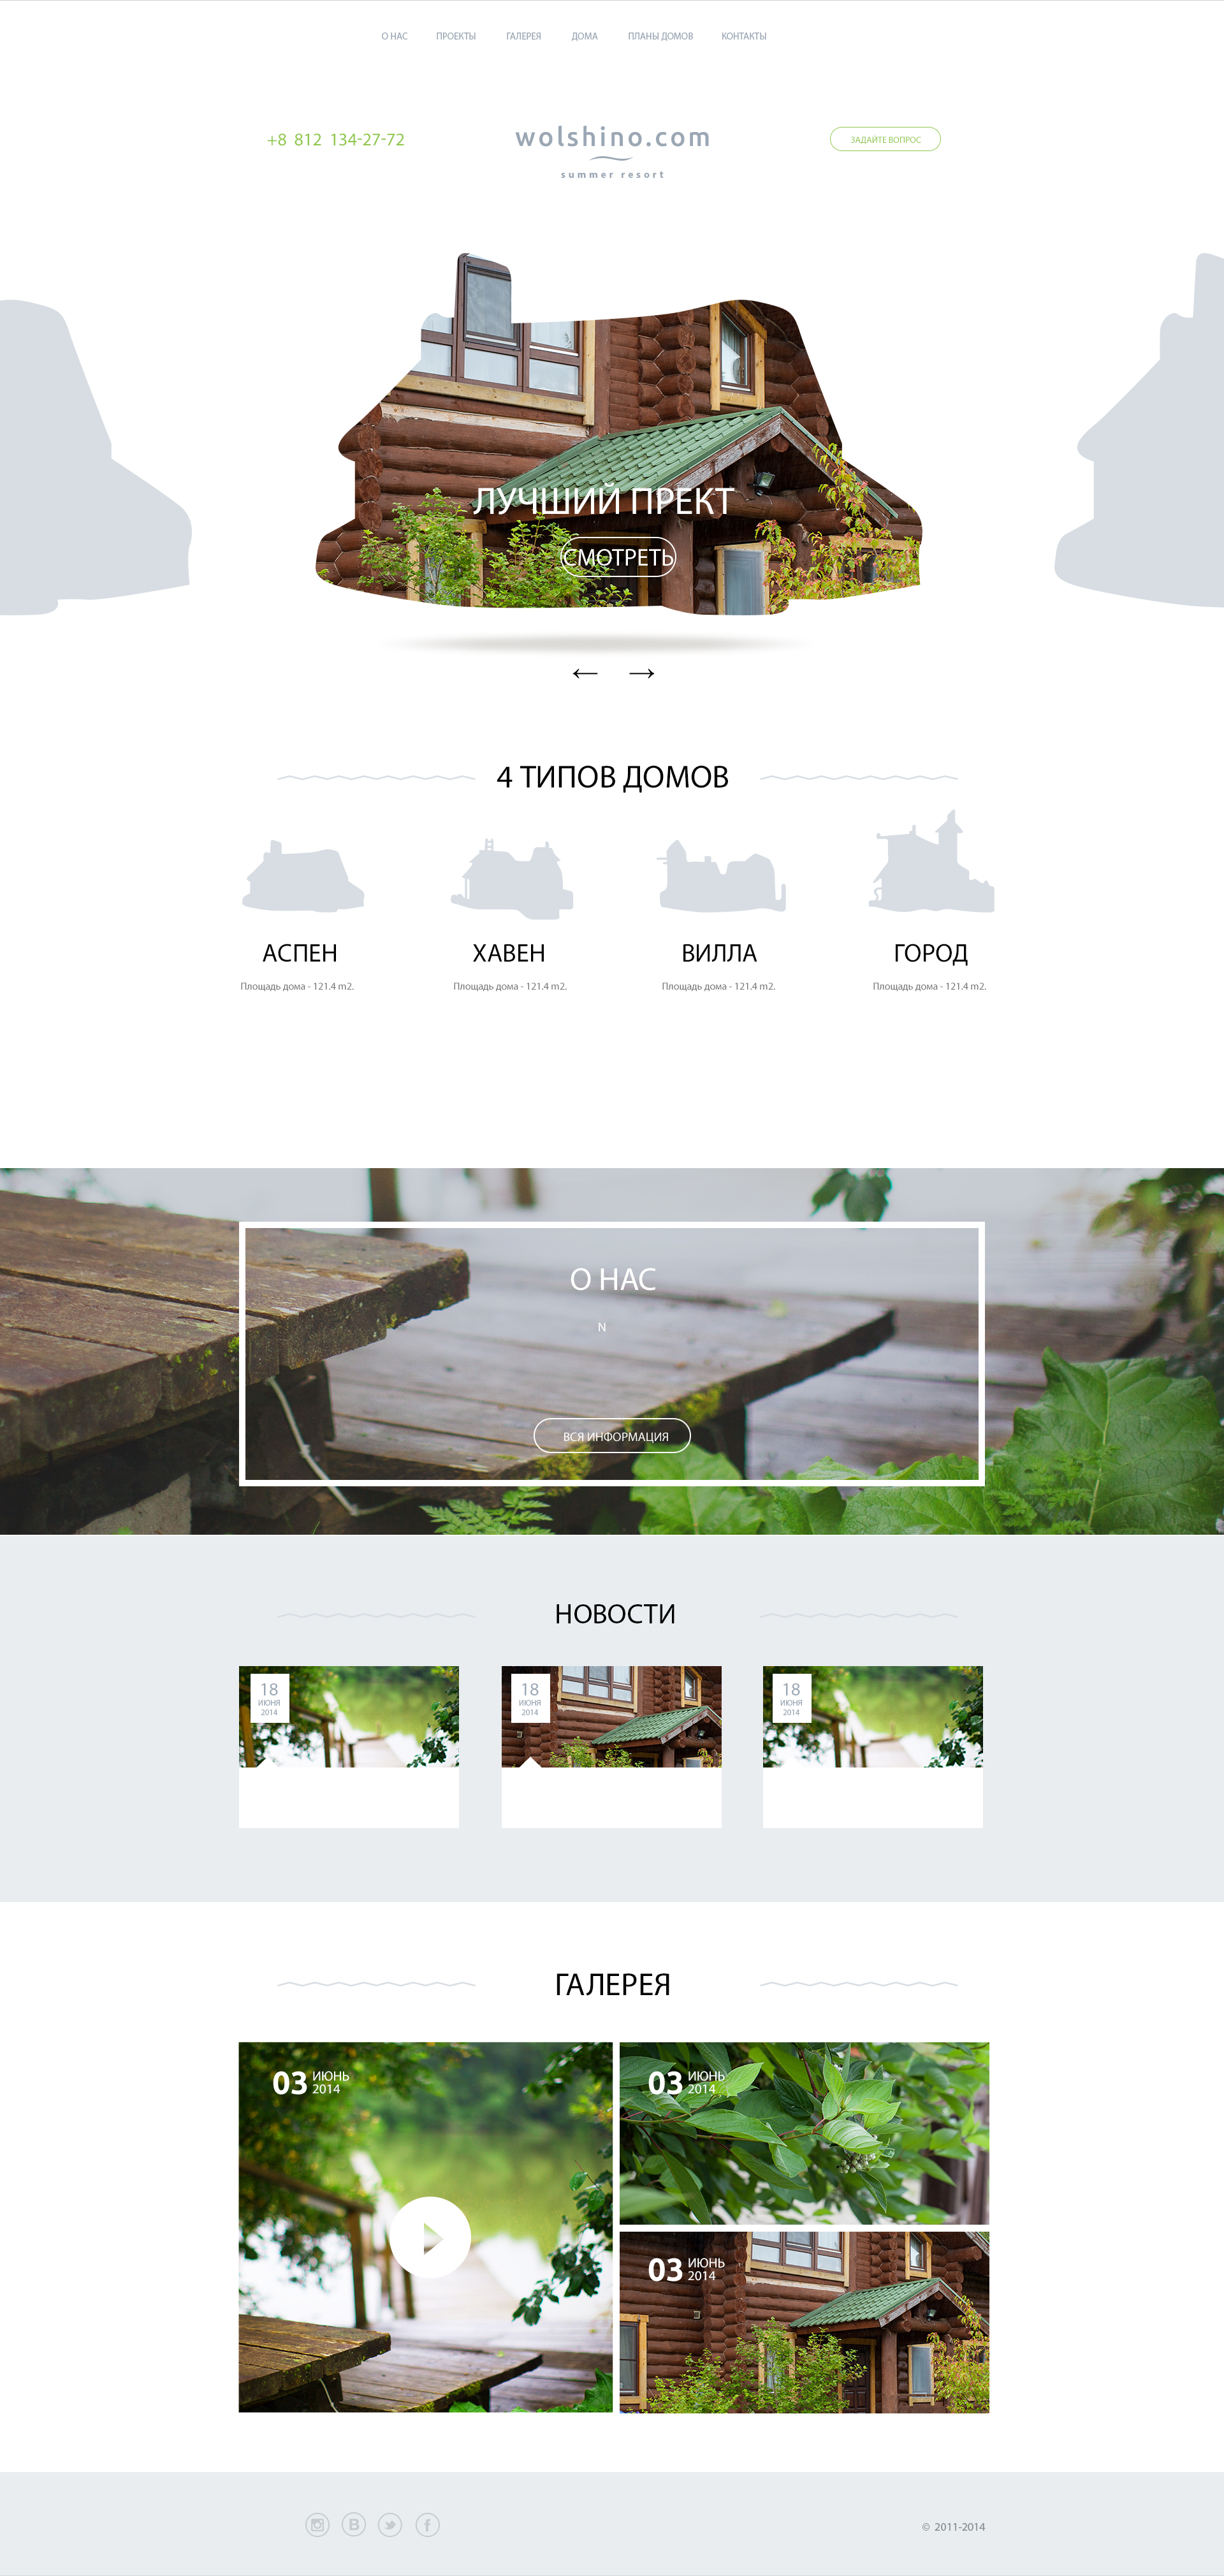 О НАС ПРОЕКТЫ ГАЛЕРЕЯ ДОМА ПЛАНЫ ДОМОВ КОНТАКТЫ
+8 812 134-27-72
wolshino.com
summer resort
ЗАДАЙТЕ ВОПРОС
ЛУЧШИЙ ПРЕКТ
СМОТРЕТЬ
4 ТИПОВ ДОМОВ
АСПЕН
Площадь дома - 121.4 m2.
ХАВЕН
Площадь дома - 121.4 m2.
ВИЛЛА
Площадь дома - 121.4 m2.
ГОРОД
Площадь дома - 121.4 m2.
О НАС
N
ВСЯ ИНФОРМАЦИЯ
НОВОСТИ
18
ИЮНЯ
2014
18
ИЮНЯ
2014
18
ИЮНЯ
2014
ГАЛЕРЕЯ
03 ИЮНЬ
2014
03 ИЮНЬ
2014
03 ИЮНЬ
2014
© 2011-2014